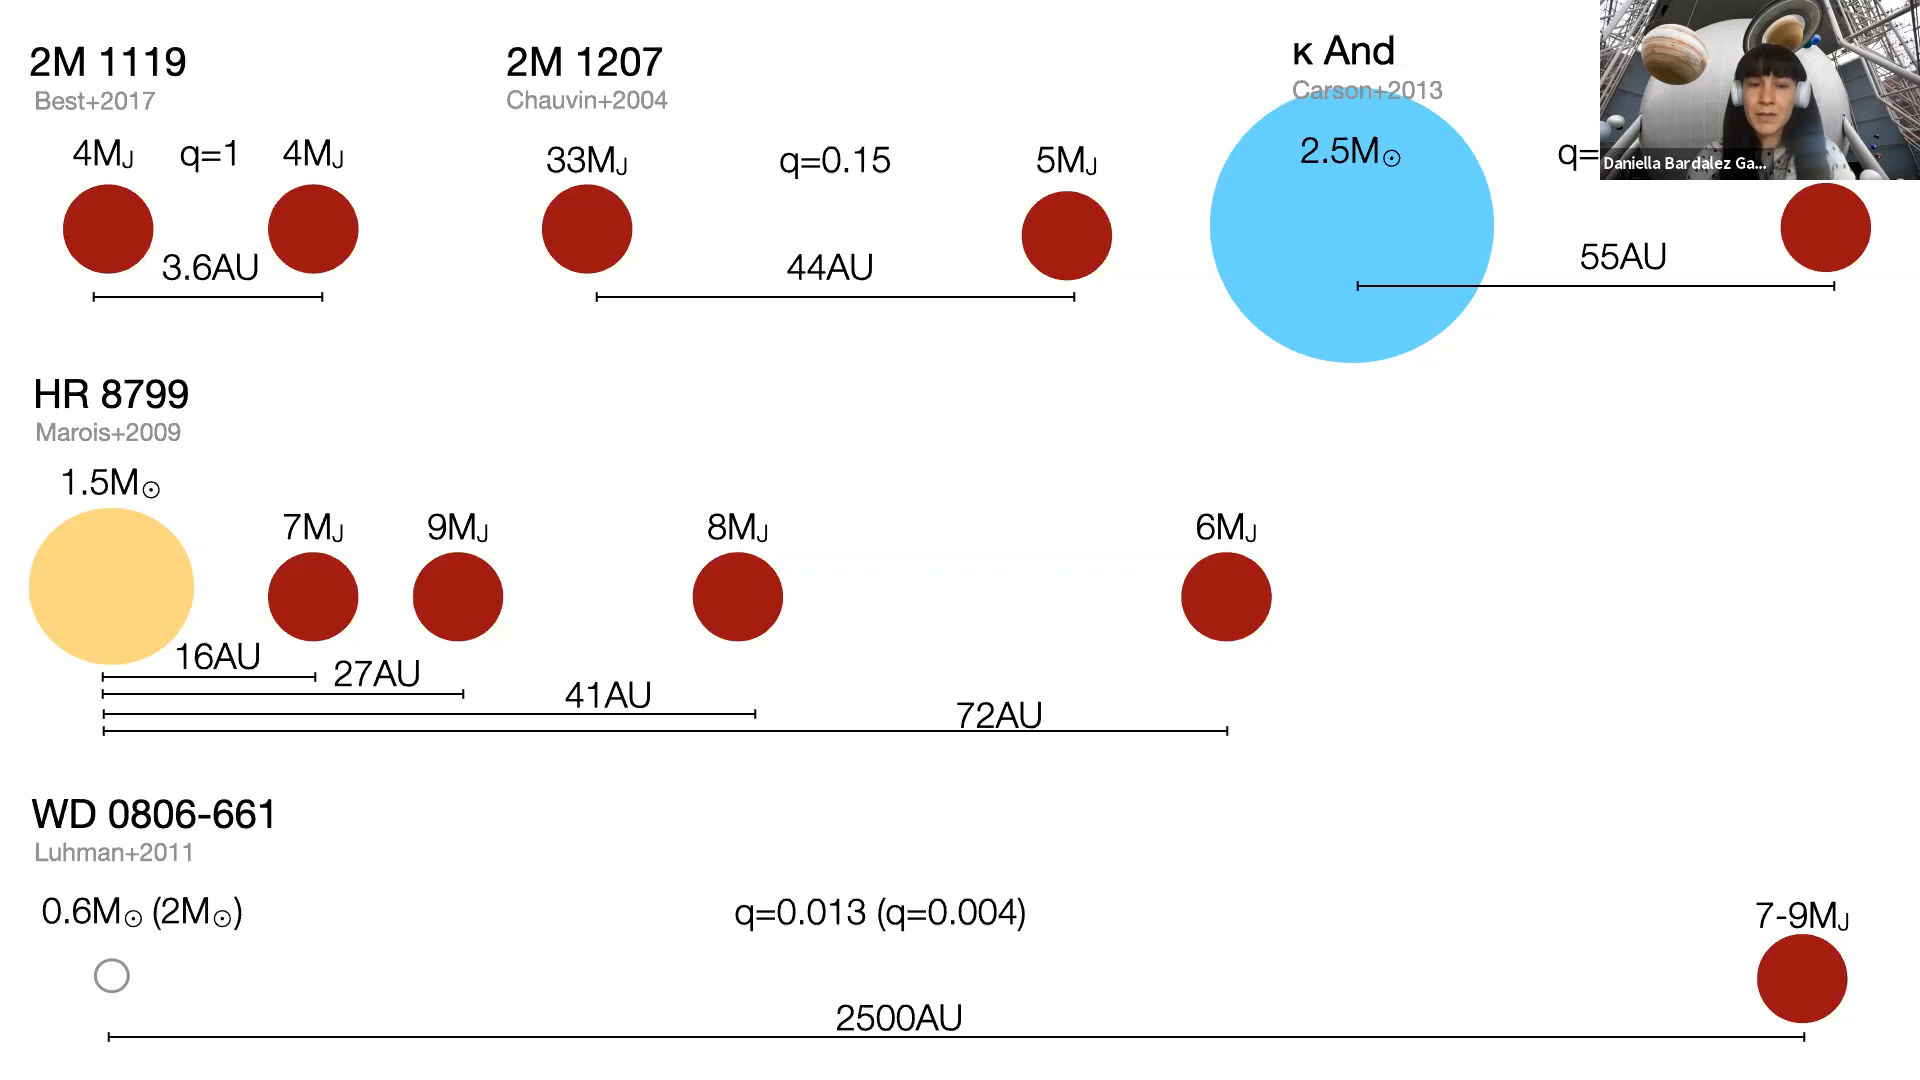 2M 1119
Best+2017
4MJ q=1 4MJ
3.6AU
2M 1207
Chauvin+2004
33MJ q=0.15 5MJ
44AU
κ And
Carson+2013
2.5M☉ q=
55AU
Daniella Bardalez Ga...
HR 8799
Marois+2009
1.5M☉
7MJ 9MJ 8MJ 6MJ
16AU
27AU
41AU
72AU
WD 0806-661
Luhman+2011
0.6M☉ (2M☉) q=0.013 (q=0.004) 7-9MJ
2500AU